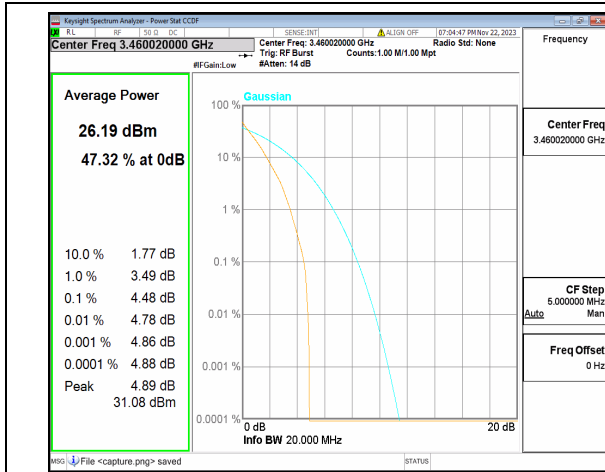 Keysight Spectrum Analyzer - Power Stat CCDF
RL RF 50 Ω DC SENSE:INT ALIGN OFF 07:04:47 PM Nov 22, 2023
Center Freq 3.460020000 GHz
Center Freq: 3.460020000 GHz Radio Std: None
Trig: RF Burst Counts:1.00 M/1.00 Mpt
#IFGain:Low #Atten: 14 dB
Frequency
Average Power
26.19 dBm
47.32 % at 0dB
10.0 % 1.77 dB
1.0 % 3.49 dB
0.1 % 4.48 dB
0.01 % 4.78 dB
0.001 % 4.86 dB
0.0001 % 4.88 dB
Peak 4.89 dB
31.08 dBm
Gaussian
100 %
10 %
1 %
0.1 %
0.01 %
0.001 %
0.0001 %
0 dB 20 dB
Info BW 20.000 MHz
Center Freq
3.460020000 GHz
CF Step
5.000000 MHz
Auto Man
Freq Offset
0 Hz
MSG File <capture.png> saved STATUS